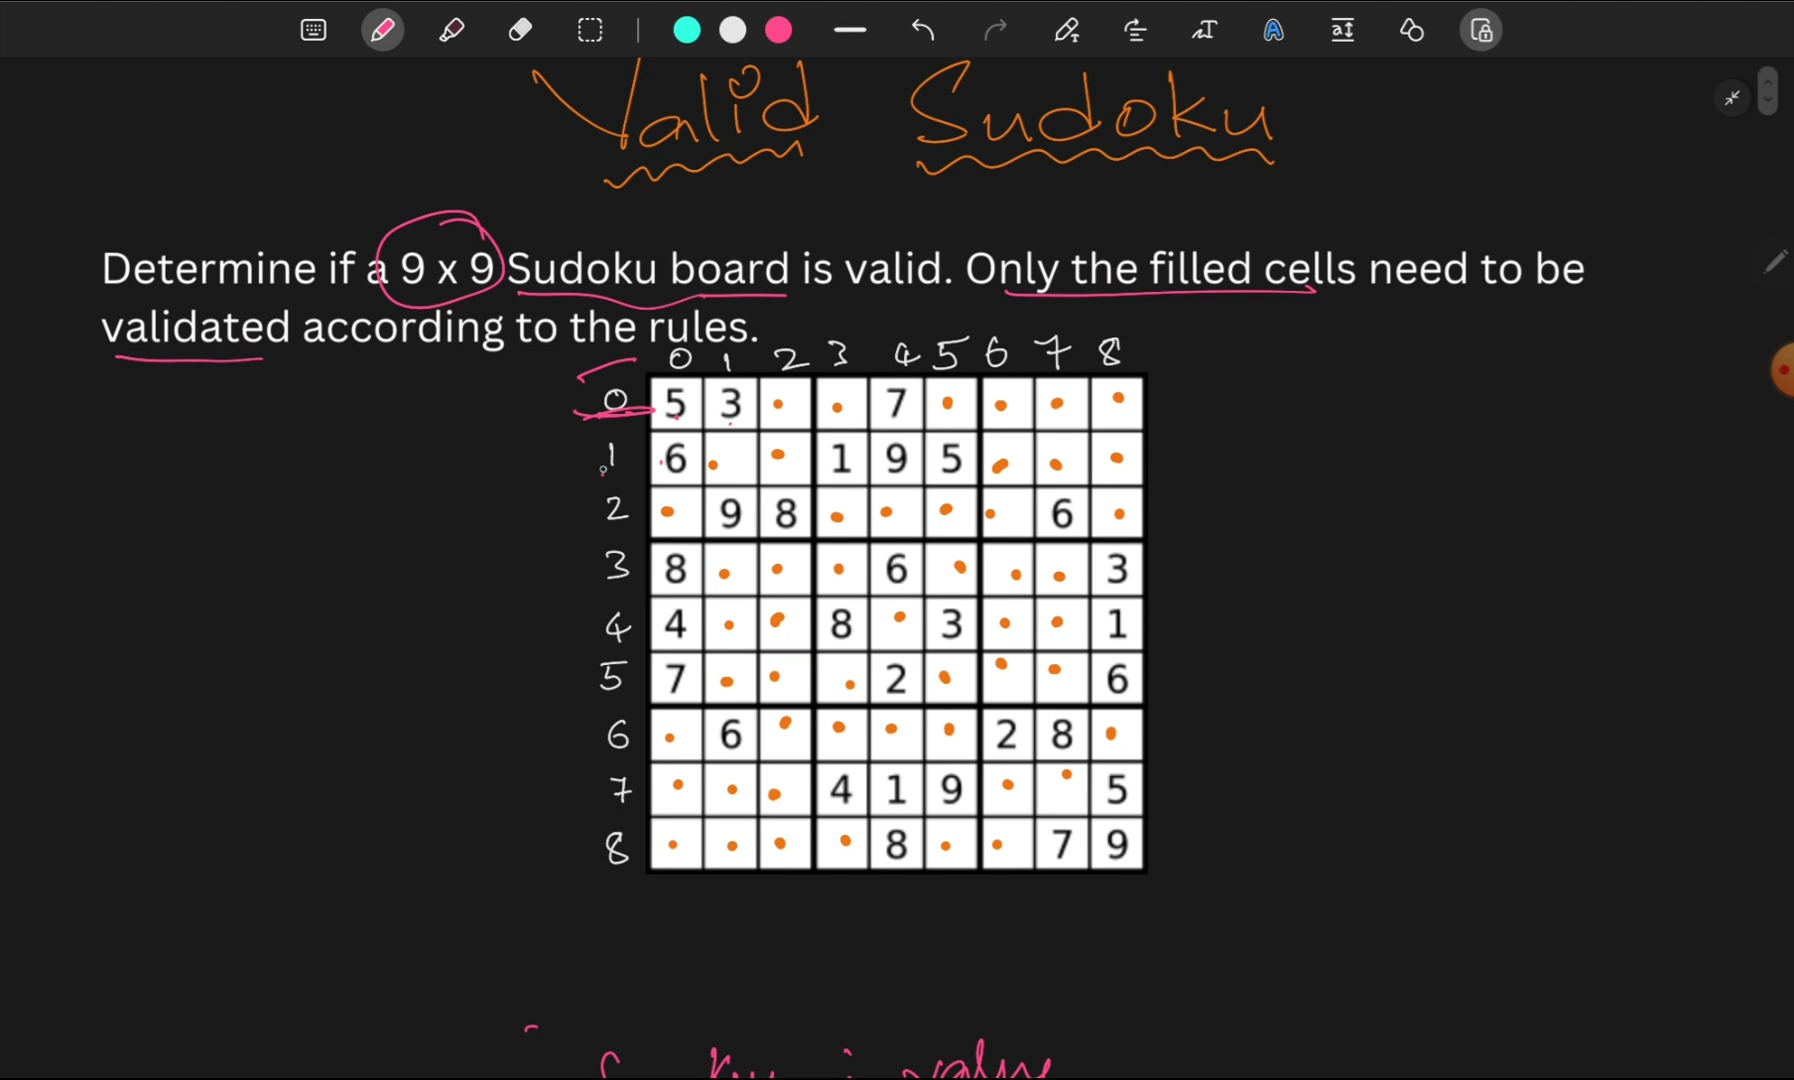 Valid Sudoku
Determine if a 9 x 9 Sudoku board is valid. Only the filled cells need to be
validated according to the rules.
0 1 2 3 4 5 6 7 8
0 5 3 . . 7 . . . .
1 6 . . 1 9 5 . . .
2 . 9 8 . . . . 6 .
3 8 . . . 6 . . . 3
4 4 . . 8 . 3 . . 1
5 7 . . . 2 . . . 6
6 . 6 . . . . 2 8 .
7 . . . 4 1 9 . . 5
8 . . . . 8 . . 7 9